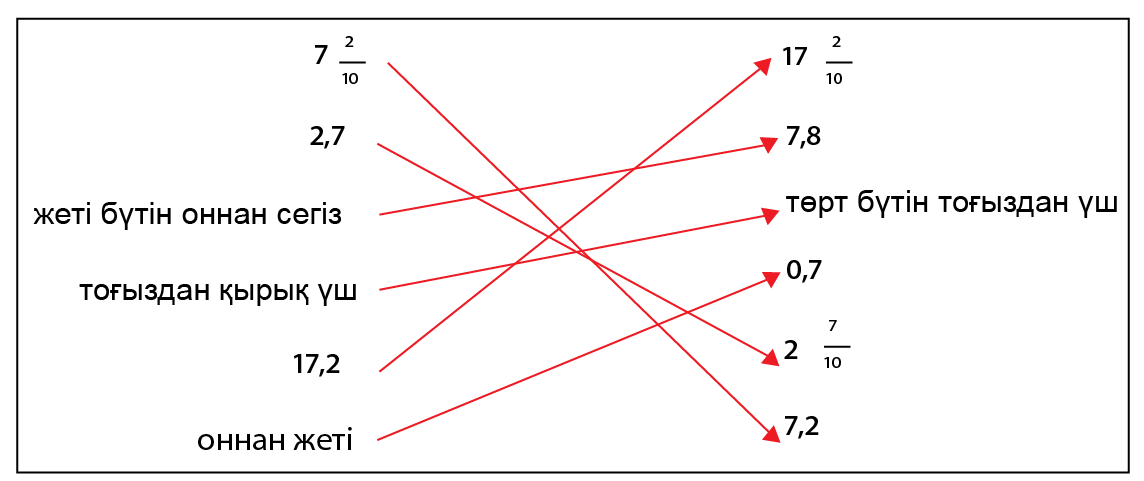 7 2/10 17 2/10
2,7 7,8
жеті бүтін оннан сегіз төрт бүтін тоғыздан үш
тоғыздан қырық үш 0,7
17,2 2 7/10
оннан жеті 7,2